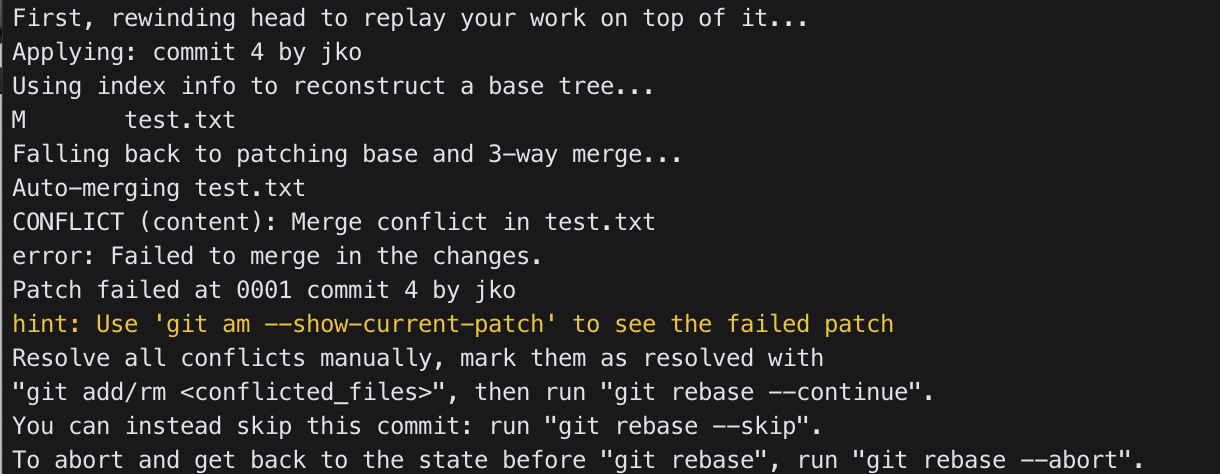 First, rewinding head to replay your work on top of it...
Applying: commit 4 by jko
Using index info to reconstruct a base tree...
M       test.txt
Falling back to patching base and 3-way merge...
Auto-merging test.txt
CONFLICT (content): Merge conflict in test.txt
error: Failed to merge in the changes.
Patch failed at 0001 commit 4 by jko
hint: Use 'git am --show-current-patch' to see the failed patch
Resolve all conflicts manually, mark them as resolved with
"git add/rm <conflicted_files>", then run "git rebase --continue".
You can instead skip this commit: run "git rebase --skip".
To abort and get back to the state before "git rebase", run "git rebase --abort".